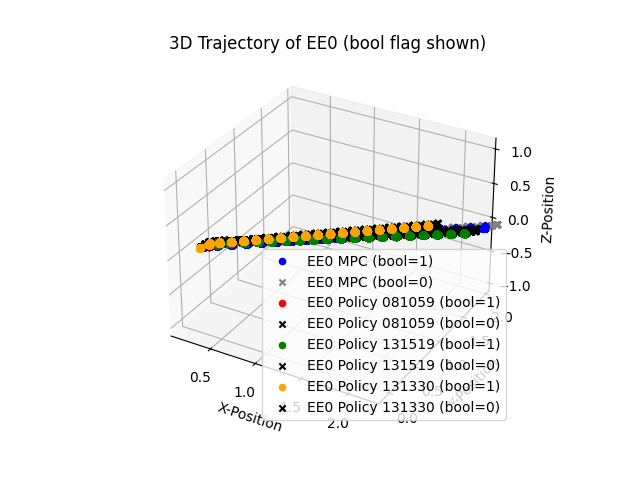 3D Trajectory of EE0 (bool flag shown)
1.0
0.5
0.0
-0.5
-1.0
Z-Position
EE0 MPC (bool=1)
EE0 MPC (bool=0)
EE0 Policy 081059 (bool=1)
EE0 Policy 081059 (bool=0)
EE0 Policy 131519 (bool=1)
EE0 Policy 131519 (bool=0)
EE0 Policy 131330 (bool=1)
EE0 Policy 131330 (bool=0)
0.5
1.0
1.5
2.0
X-Position
0.0
0.5